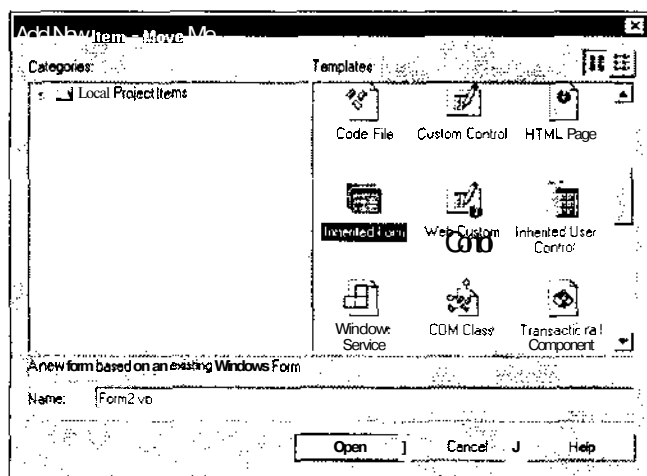 Add New Item - Move Me
Categories:
Templates:
Local Project Items
Code File
Custom Control
HTML Page
Inherited Form
Web Custom
Inherited User
Control
Windows
Service
COM Class
Transactional
Component
A new form based on an existing Windows Form
Name:
Form2.vb
Open
Cancel
Help